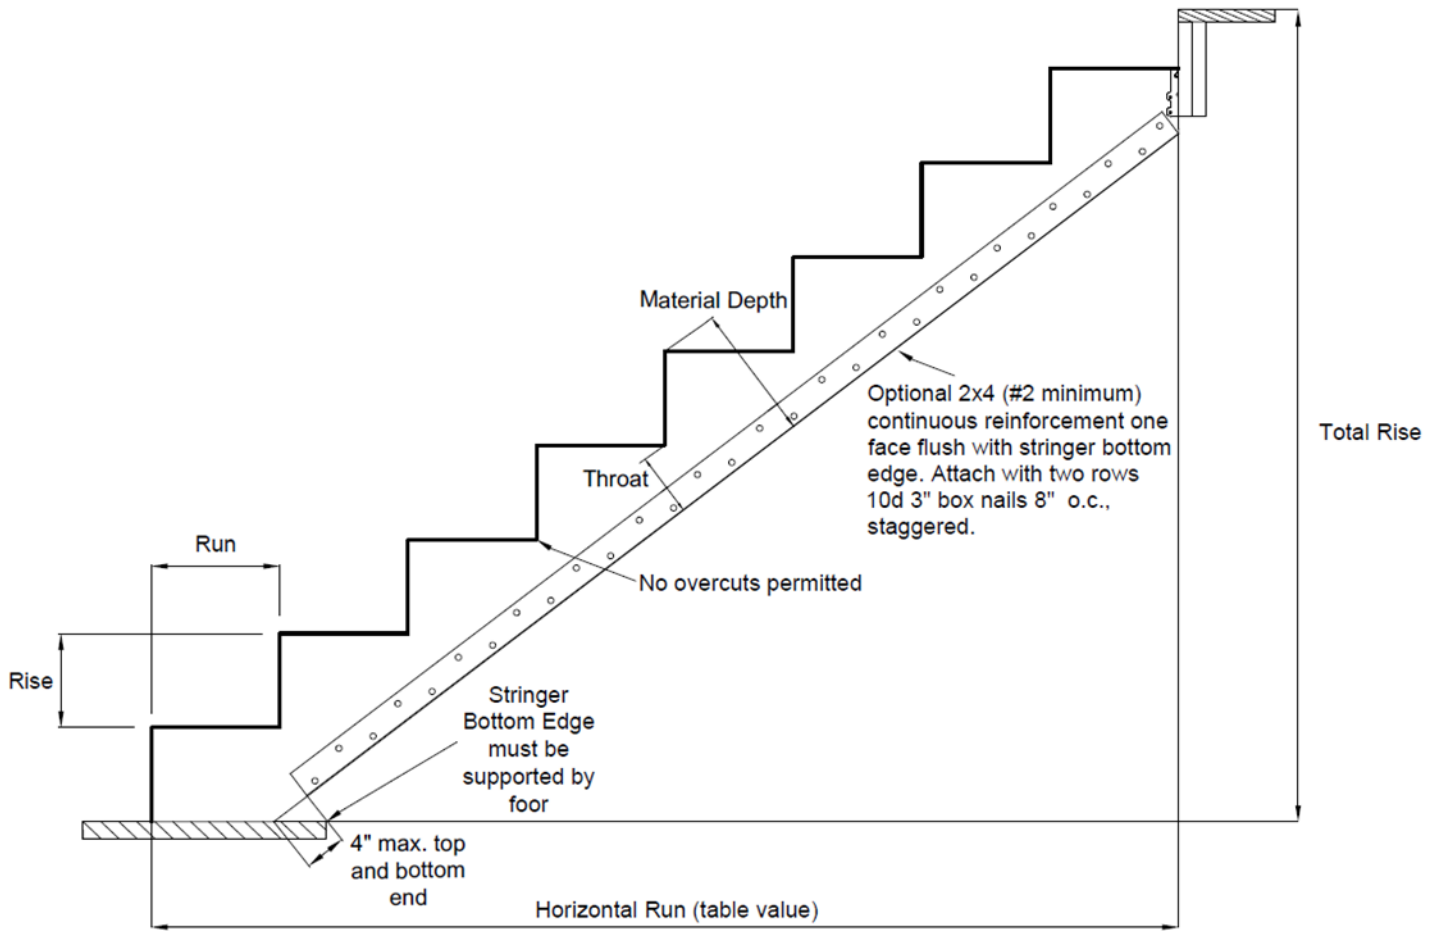 Material Depth
Optional 2x4 (#2 minimum)
continuous reinforcement one
face flush with stringer bottom
edge. Attach with two rows
10d 3" box nails 8" o.c.,
staggered.
Total Rise
Throat
Run
No overcuts permitted
Rise
Stringer
Bottom Edge
must be
supported by
foor
4" max. top
and bottom
end
Horizontal Run (table value)